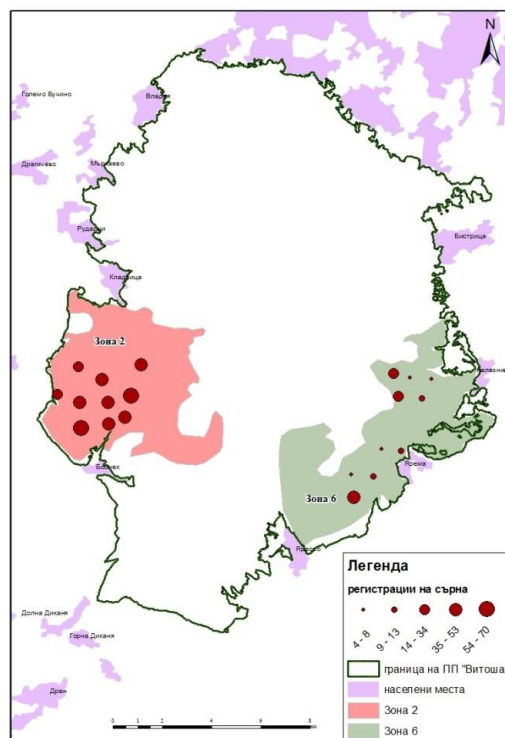 N
Големо Бучино
Владая
Драгичево
Мърчаево
Рударци
Бистрица
Кладница
Зона 2
Железница
Боснек
Ярема
Зона 6
Ярлово
Долна Диканя
Горна Диканя
Дрен
0
2
4
6
8
Легенда
регистрации на сърна
4 - 8
9 - 13
14 - 34
35 - 53
54 - 70
граница на ПП "Витоша
населени места
Зона 2
Зона 6